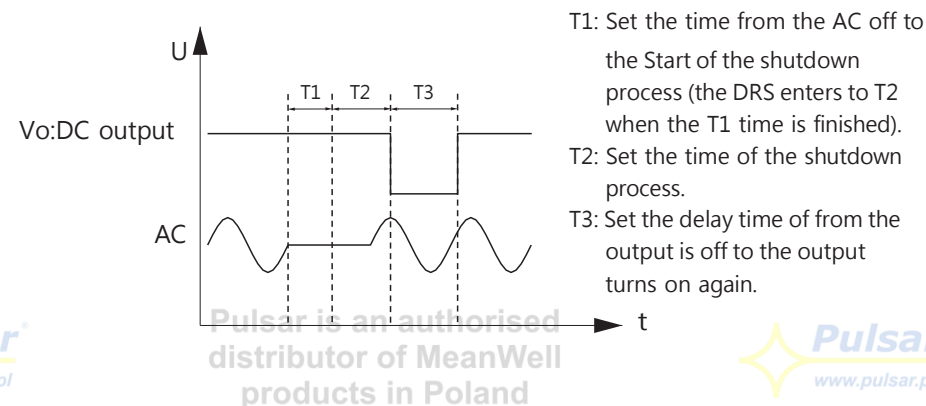 U
T1
T2
T3
Vo:DC output
AC
t
T1: Set the time from the AC off to
the Start of the shutdown
process (the DRS enters to T2
when the T1 time is finished).
T2: Set the time of the shutdown
process.
T3: Set the delay time of from the
output is off to the output
turns on again.
Pulsar is an authorised
distributor of MeanWell
products in Poland
www.pulsar.p